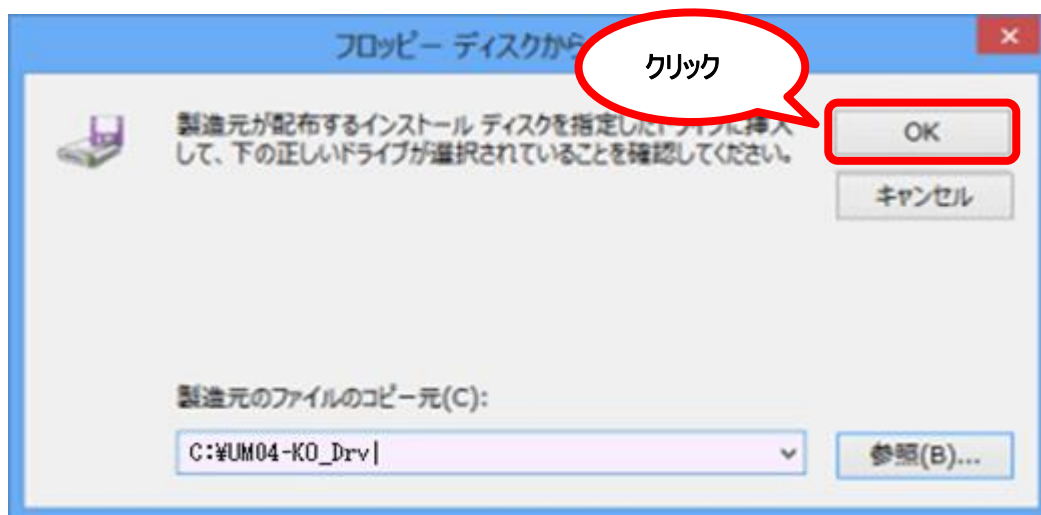 フロッピー ディスクから
クリック
製造元が配布するインストール ディスクを指定したドライブに挿入
して、下の正しいドライブが選択されていることを確認してください。
OK
キャンセル
製造元のファイルのコピー元(C):
C:¥UM04-KO_Drv
参照(B)...